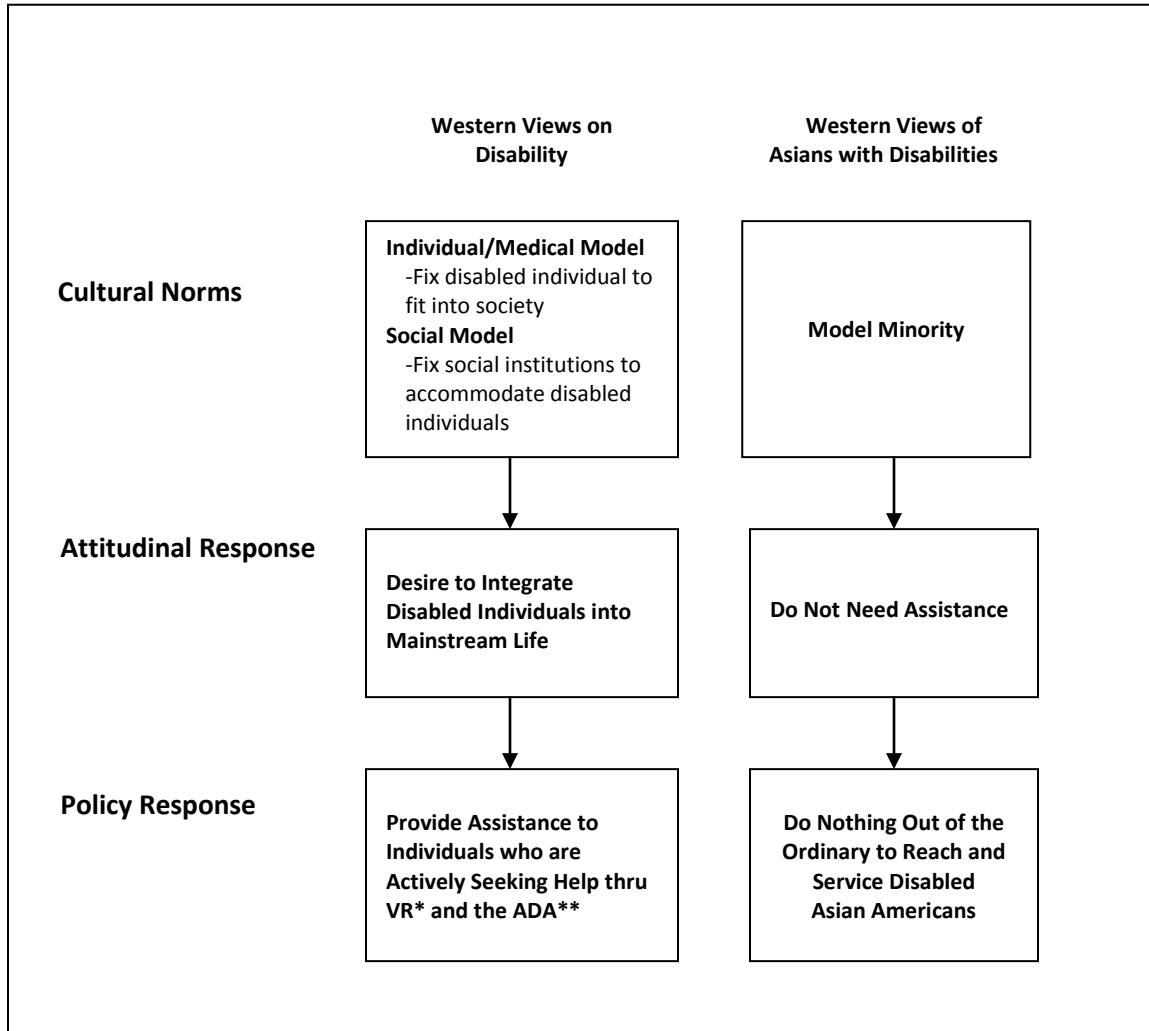 Western Views on
Disability
Western Views of
Asians with Disabilities
Cultural Norms
Individual/Medical Model
-Fix disabled individual to
fit into society
Social Model
-Fix social institutions to
accommodate disabled
individuals
Model Minority
Attitudinal Response
Desire to Integrate
Disabled Individuals into
Mainstream Life
Do Not Need Assistance
Policy Response
Provide Assistance to
Individuals who are
Actively Seeking Help thru
VR* and the ADA**
Do Nothing Out of the
Ordinary to Reach and
Service Disabled
Asian Americans